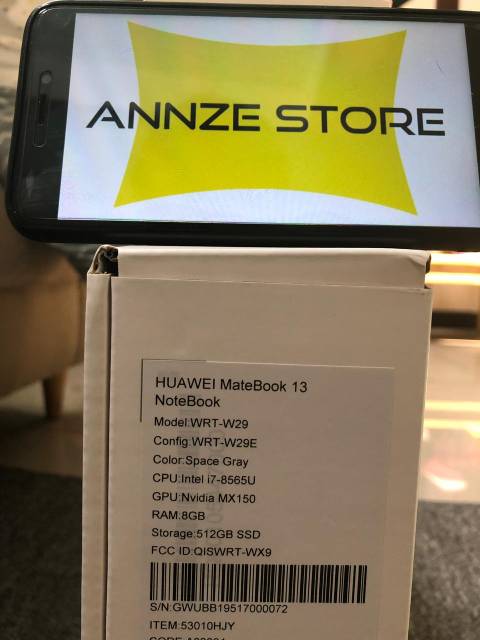 ANNZE STORE
HUAWEI MateBook 13
NoteBook
Model:WRT-W29
Config:WRT-W29E
Color:Space Gray
CPU:Intel i7-8565U
GPU:Nvidia MX150
RAM:8GB
Storage:512GB SSD
FCC ID:QISWRT-WX9
S/N:GWUBB19517000072
ITEM:53010HJY